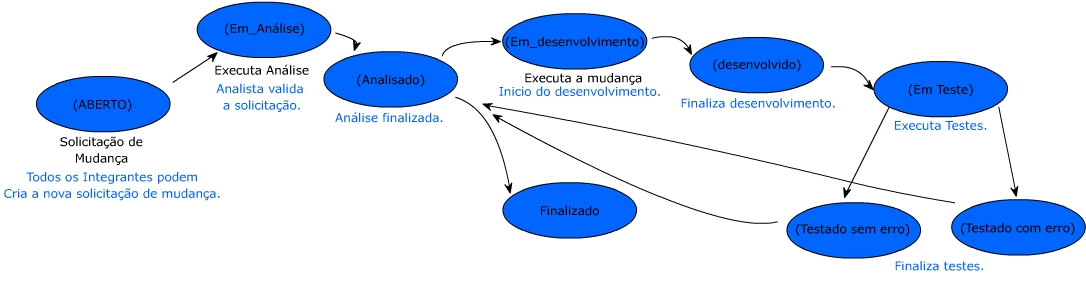 (ABERTO)
Solicitação de
Mudança
Todos os Integrantes podem
Cria a nova solicitação de mudança.
(Em_Análise)
Executa Análise
Analista valida
a solicitação.
(Analisado)
Análise finalizada.
(Em_desenvolvimento)
Executa a mudança
Inicio do desenvolvimento.
(desenvolvido)
Finaliza desenvolvimento.
(Em Teste)
Executa Testes.
Finalizado
(Testado sem erro)
(Testado com erro)
Finaliza testes.